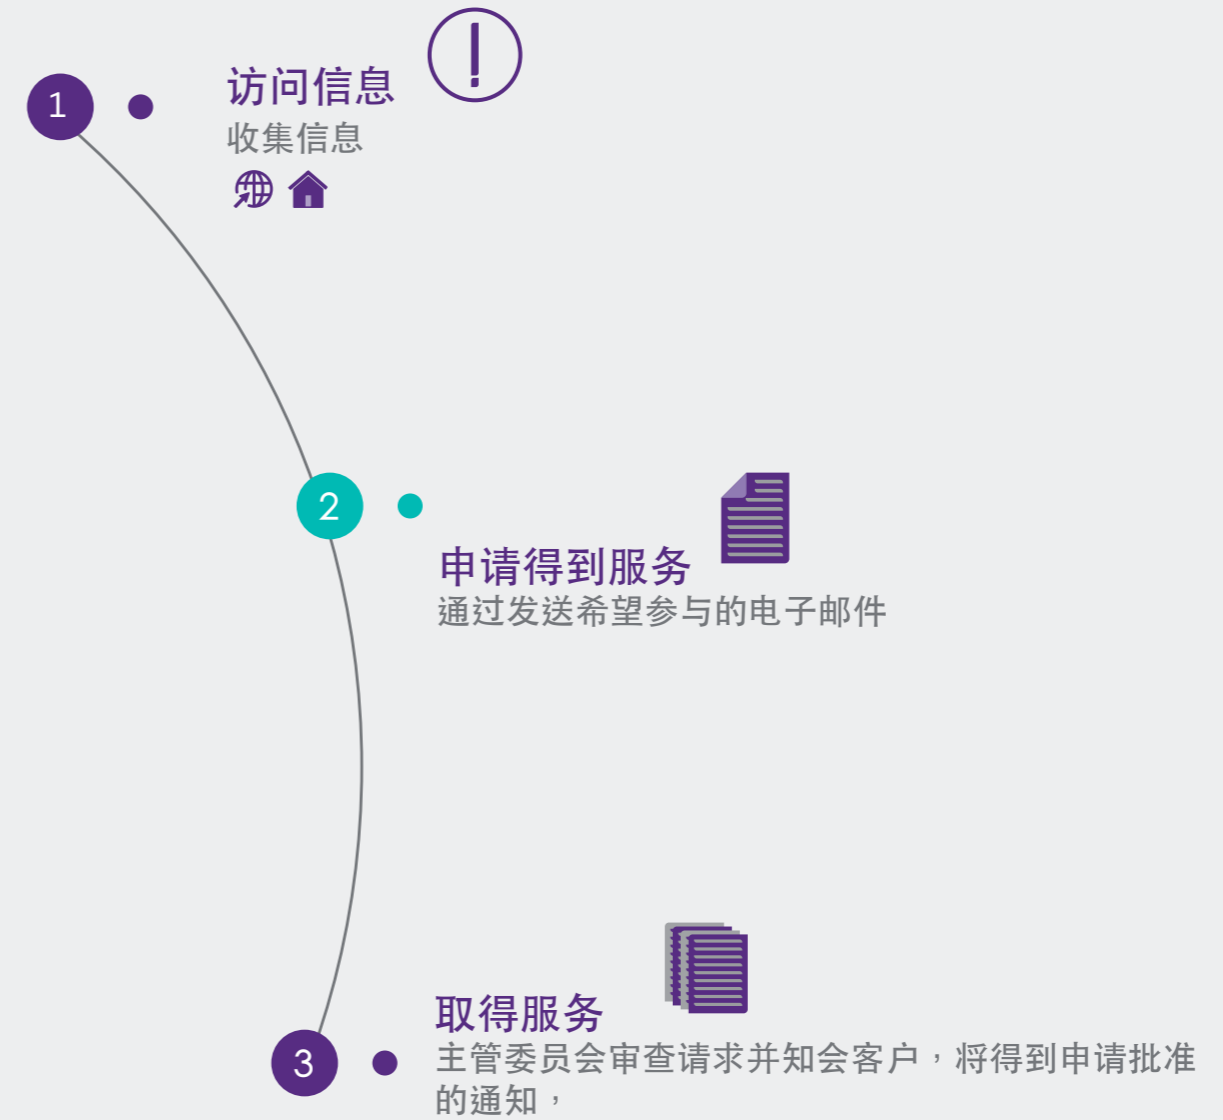 1
访问信息
收集信息
2
申请得到服务
通过发送希望参与的电子邮件
3
取得服务
主管委员会审查请求并知会客户，将得到申请批准
的通知，